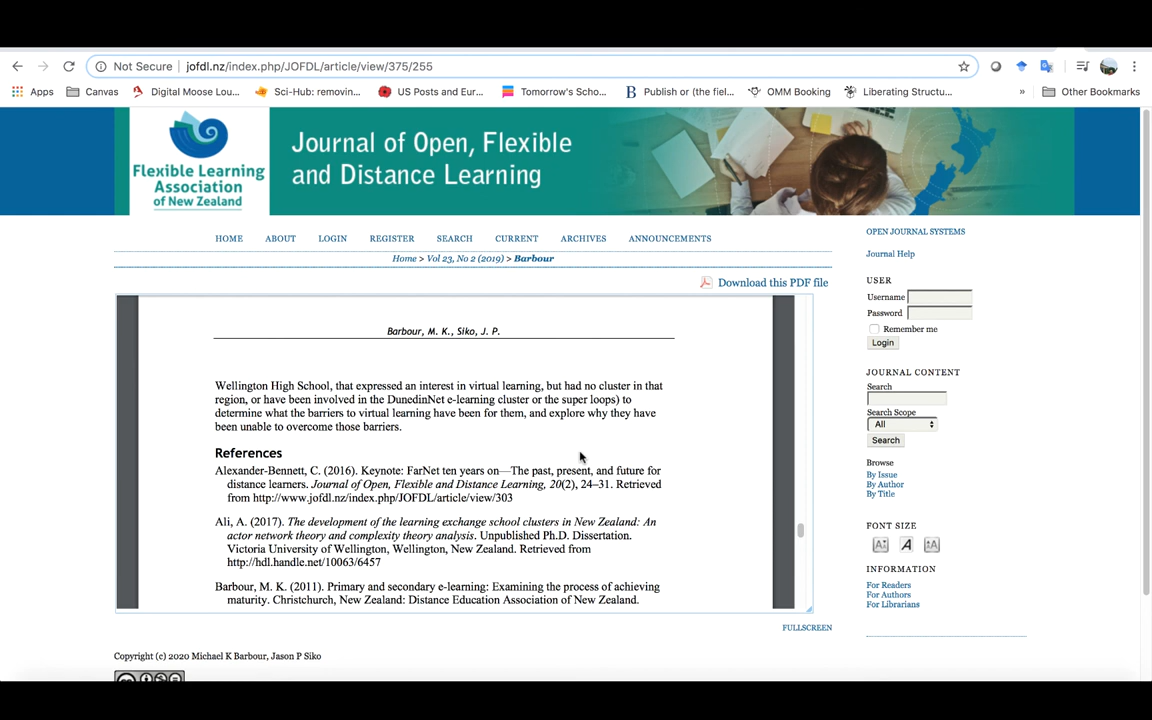 Not Secure | jofdl.nz/index.php/JOFDL/article/view/375/255
Apps Canvas Digital Moose Lou... Sci-Hub: removin... US Posts and Eur... Tomorrow's Scho... Publish or (the fiel... OMM Booking Liberating Structu... » Other Bookmarks
Flexible Learning
Association
of New Zealand
Journal of Open, Flexible
and Distance Learning
HOME ABOUT LOGIN REGISTER SEARCH CURRENT ARCHIVES ANNOUNCEMENTS
Home > Vol 23, No 2 (2019) > Barbour
Download this PDF file
Barbour, M. K., Siko, J. P.
Wellington High School, that expressed an interest in virtual learning, but had no cluster in that
region, or have been involved in the DunedinNet e-learning cluster or the super loops) to
determine what the barriers to virtual learning have been for them, and explore why they have
been unable to overcome those barriers.
References
Alexander-Bennett, C. (2016). Keynote: FarNet ten years on—The past, present, and future for
distance learners. Journal of Open, Flexible and Distance Learning, 20(2), 24–31. Retrieved
from http://www.jofdl.nz/index.php/JOFDL/article/view/303
Ali, A. (2017). The development of the learning exchange school clusters in New Zealand: An
actor network theory and complexity theory analysis. Unpublished Ph.D. Dissertation.
Victoria University of Wellington, Wellington, New Zealand. Retrieved from
http://hdl.handle.net/10063/6457
Barbour, M. K. (2011). Primary and secondary e-learning: Examining the process of achieving
maturity. Christchurch, New Zealand: Distance Education Association of New Zealand.
FULLSCREEN
Copyright (c) 2020 Michael K Barbour, Jason P Siko
OPEN JOURNAL SYSTEMS
Journal Help
USER
Username
Password
Remember me
Login
JOURNAL CONTENT
Search
Search Scope
All
Search
Browse
By Issue
By Author
By Title
FONT SIZE
A A A
INFORMATION
For Readers
For Authors
For Librarians